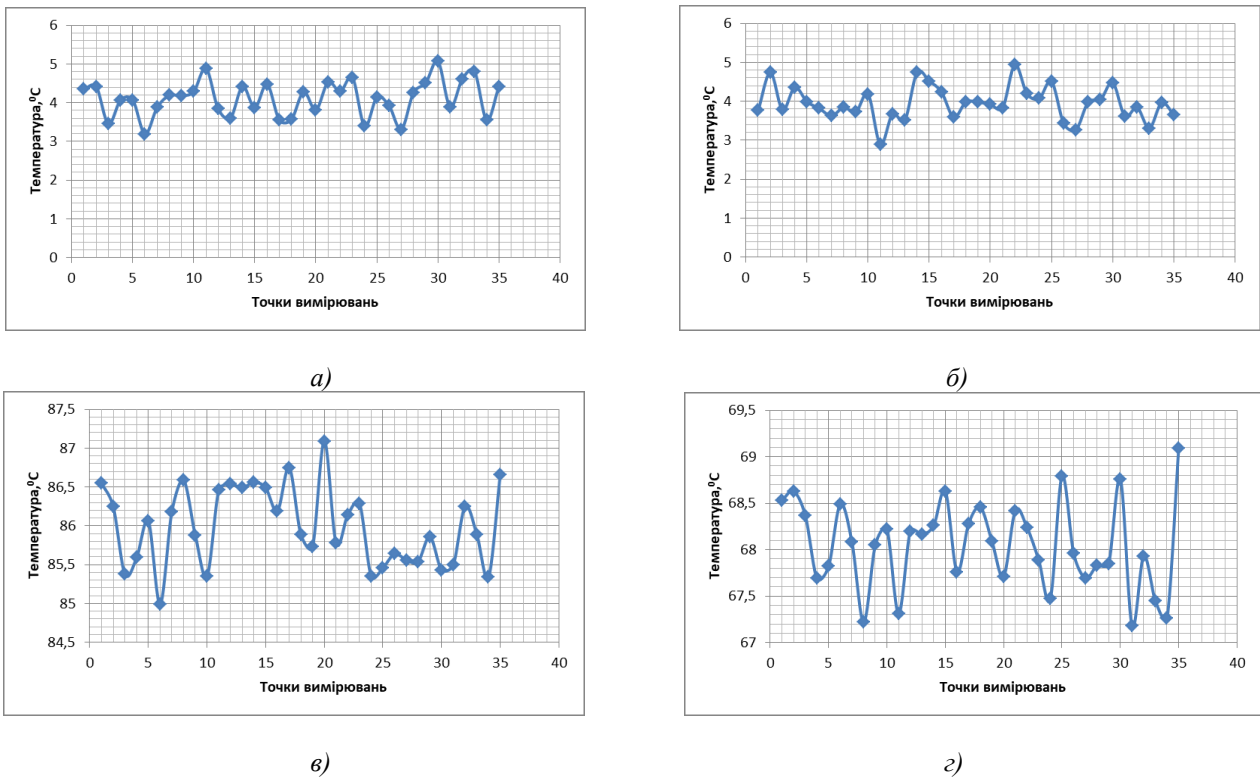 6
5
4
3
2
1
0
0 5 10 15 20 25 30 35 40
Температура,⁰С
Точки вимірювань
а)
6
5
4
3
2
1
0
0 5 10 15 20 25 30 35 40
Температура,⁰С
Точки вимірювань
б)
87,5
87
86,5
86
85,5
85
84,5
0 5 10 15 20 25 30 35 40
Температура,⁰С
Точки вимірювань
в)
69,5
69
68,5
68
67,5
67
0 5 10 15 20 25 30 35 40
Температура,⁰С
Точки вимірювань
г)